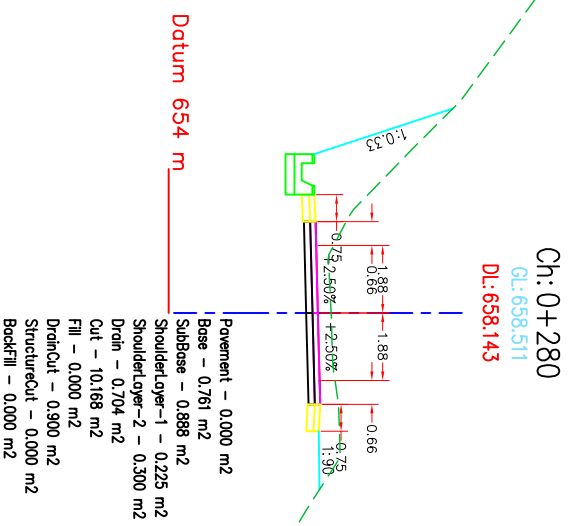 Ch: 0+280
GL:658.511
DL:658.143
1:0.33
0.75
0.66
1.88
1.88
0.66
0.75
+2.50%
+2.50%
1:90
Datum 654 m
Pavement - 0.000 m2
Base - 0.761 m2
SubBase - 0.888 m2
ShoulderLayer-1 - 0.225 m2
ShoulderLayer-2 - 0.300 m2
Drain - 0.704 m2
Cut - 10.168 m2
Fill - 0.000 m2
DrainCut - 0.900 m2
StructureCut - 0.000 m2
BackFill - 0.000 m2